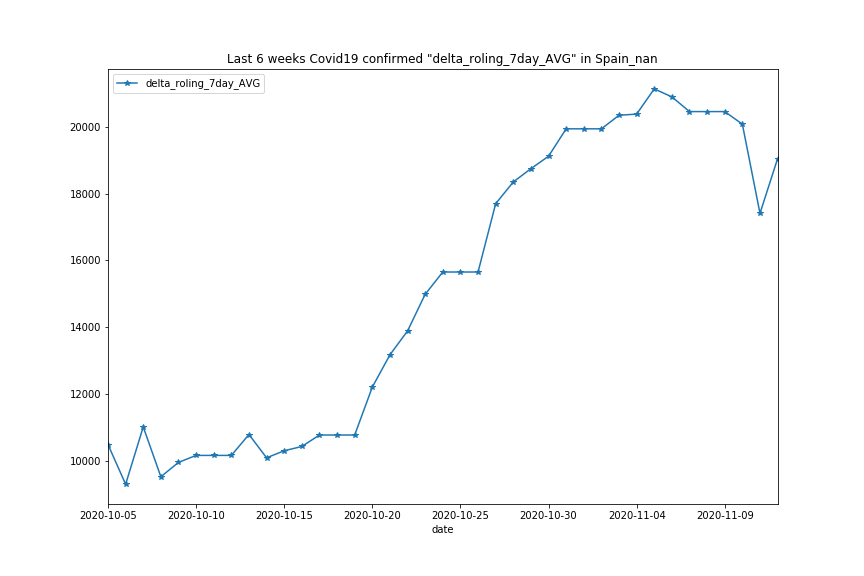 Last 6 weeks Covid19 confirmed "delta_roling_7day_AVG" in Spain_nan
delta_roling_7day_AVG
20000
18000
16000
14000
12000
10000
2020-10-05 2020-10-10 2020-10-15 2020-10-20 2020-10-25 2020-10-30 2020-11-04 2020-11-09
date